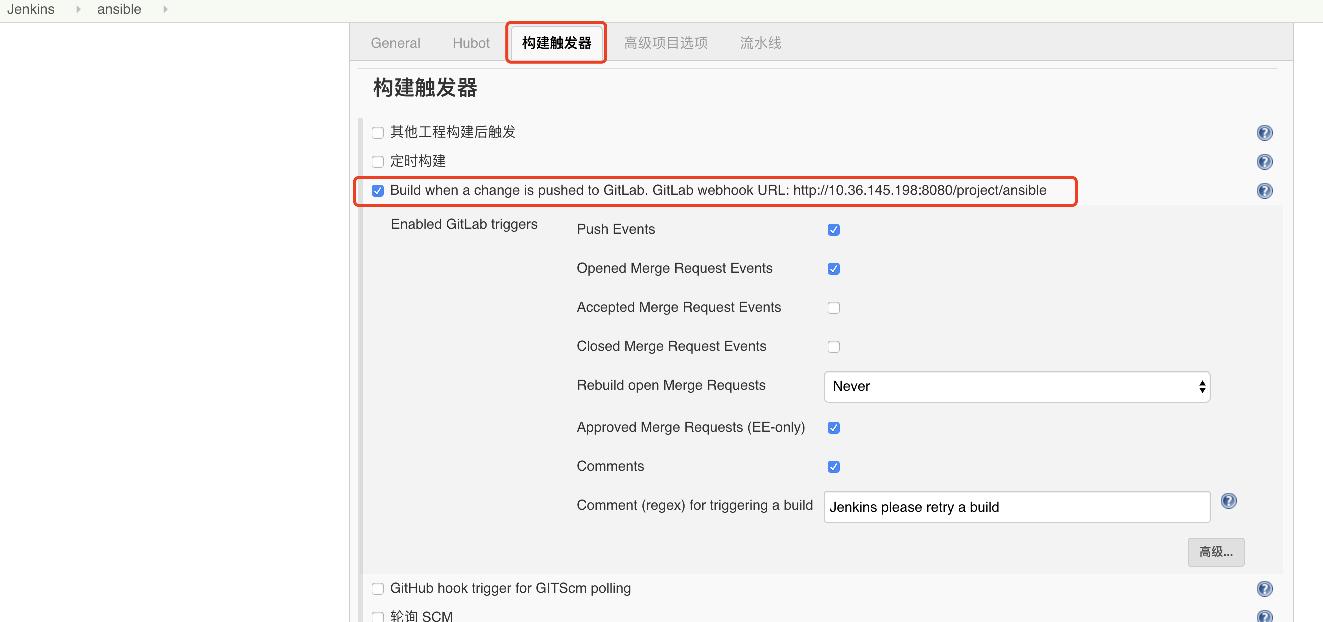 Jenkins ansible
General Hubot 构建触发器 高级项目选项 流水线
构建触发器
其他工程构建后触发
定时构建
Build when a change is pushed to GitLab. GitLab webhook URL: http://10.36.145.198:8080/project/ansible
Enabled GitLab triggers Push Events
Opened Merge Request Events
Accepted Merge Request Events
Closed Merge Request Events
Rebuild open Merge Requests Never
Approved Merge Requests (EE-only)
Comments
Comment (regex) for triggering a build Jenkins please retry a build
高级...
GitHub hook trigger for GITScm polling
轮询 SCM